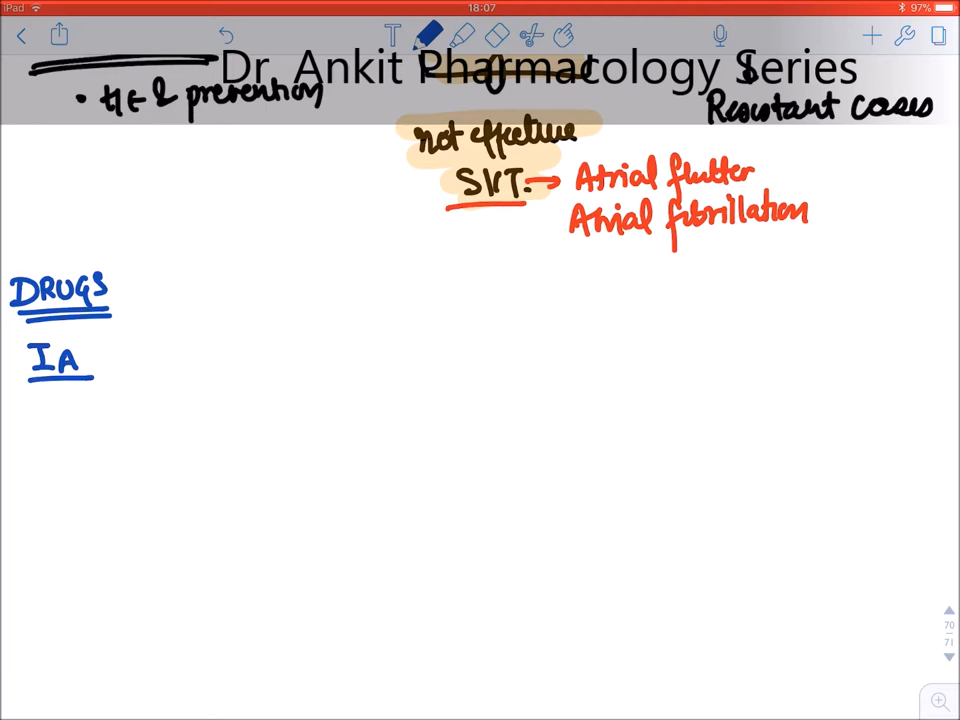 iPad 18:07 97%
T
Dr. Ankit Pharmacology Series
prevention
Resistant cases
not effective
SVT. → Atrial flutter
Atrial fibrillation
DRUGS
IA
70
71